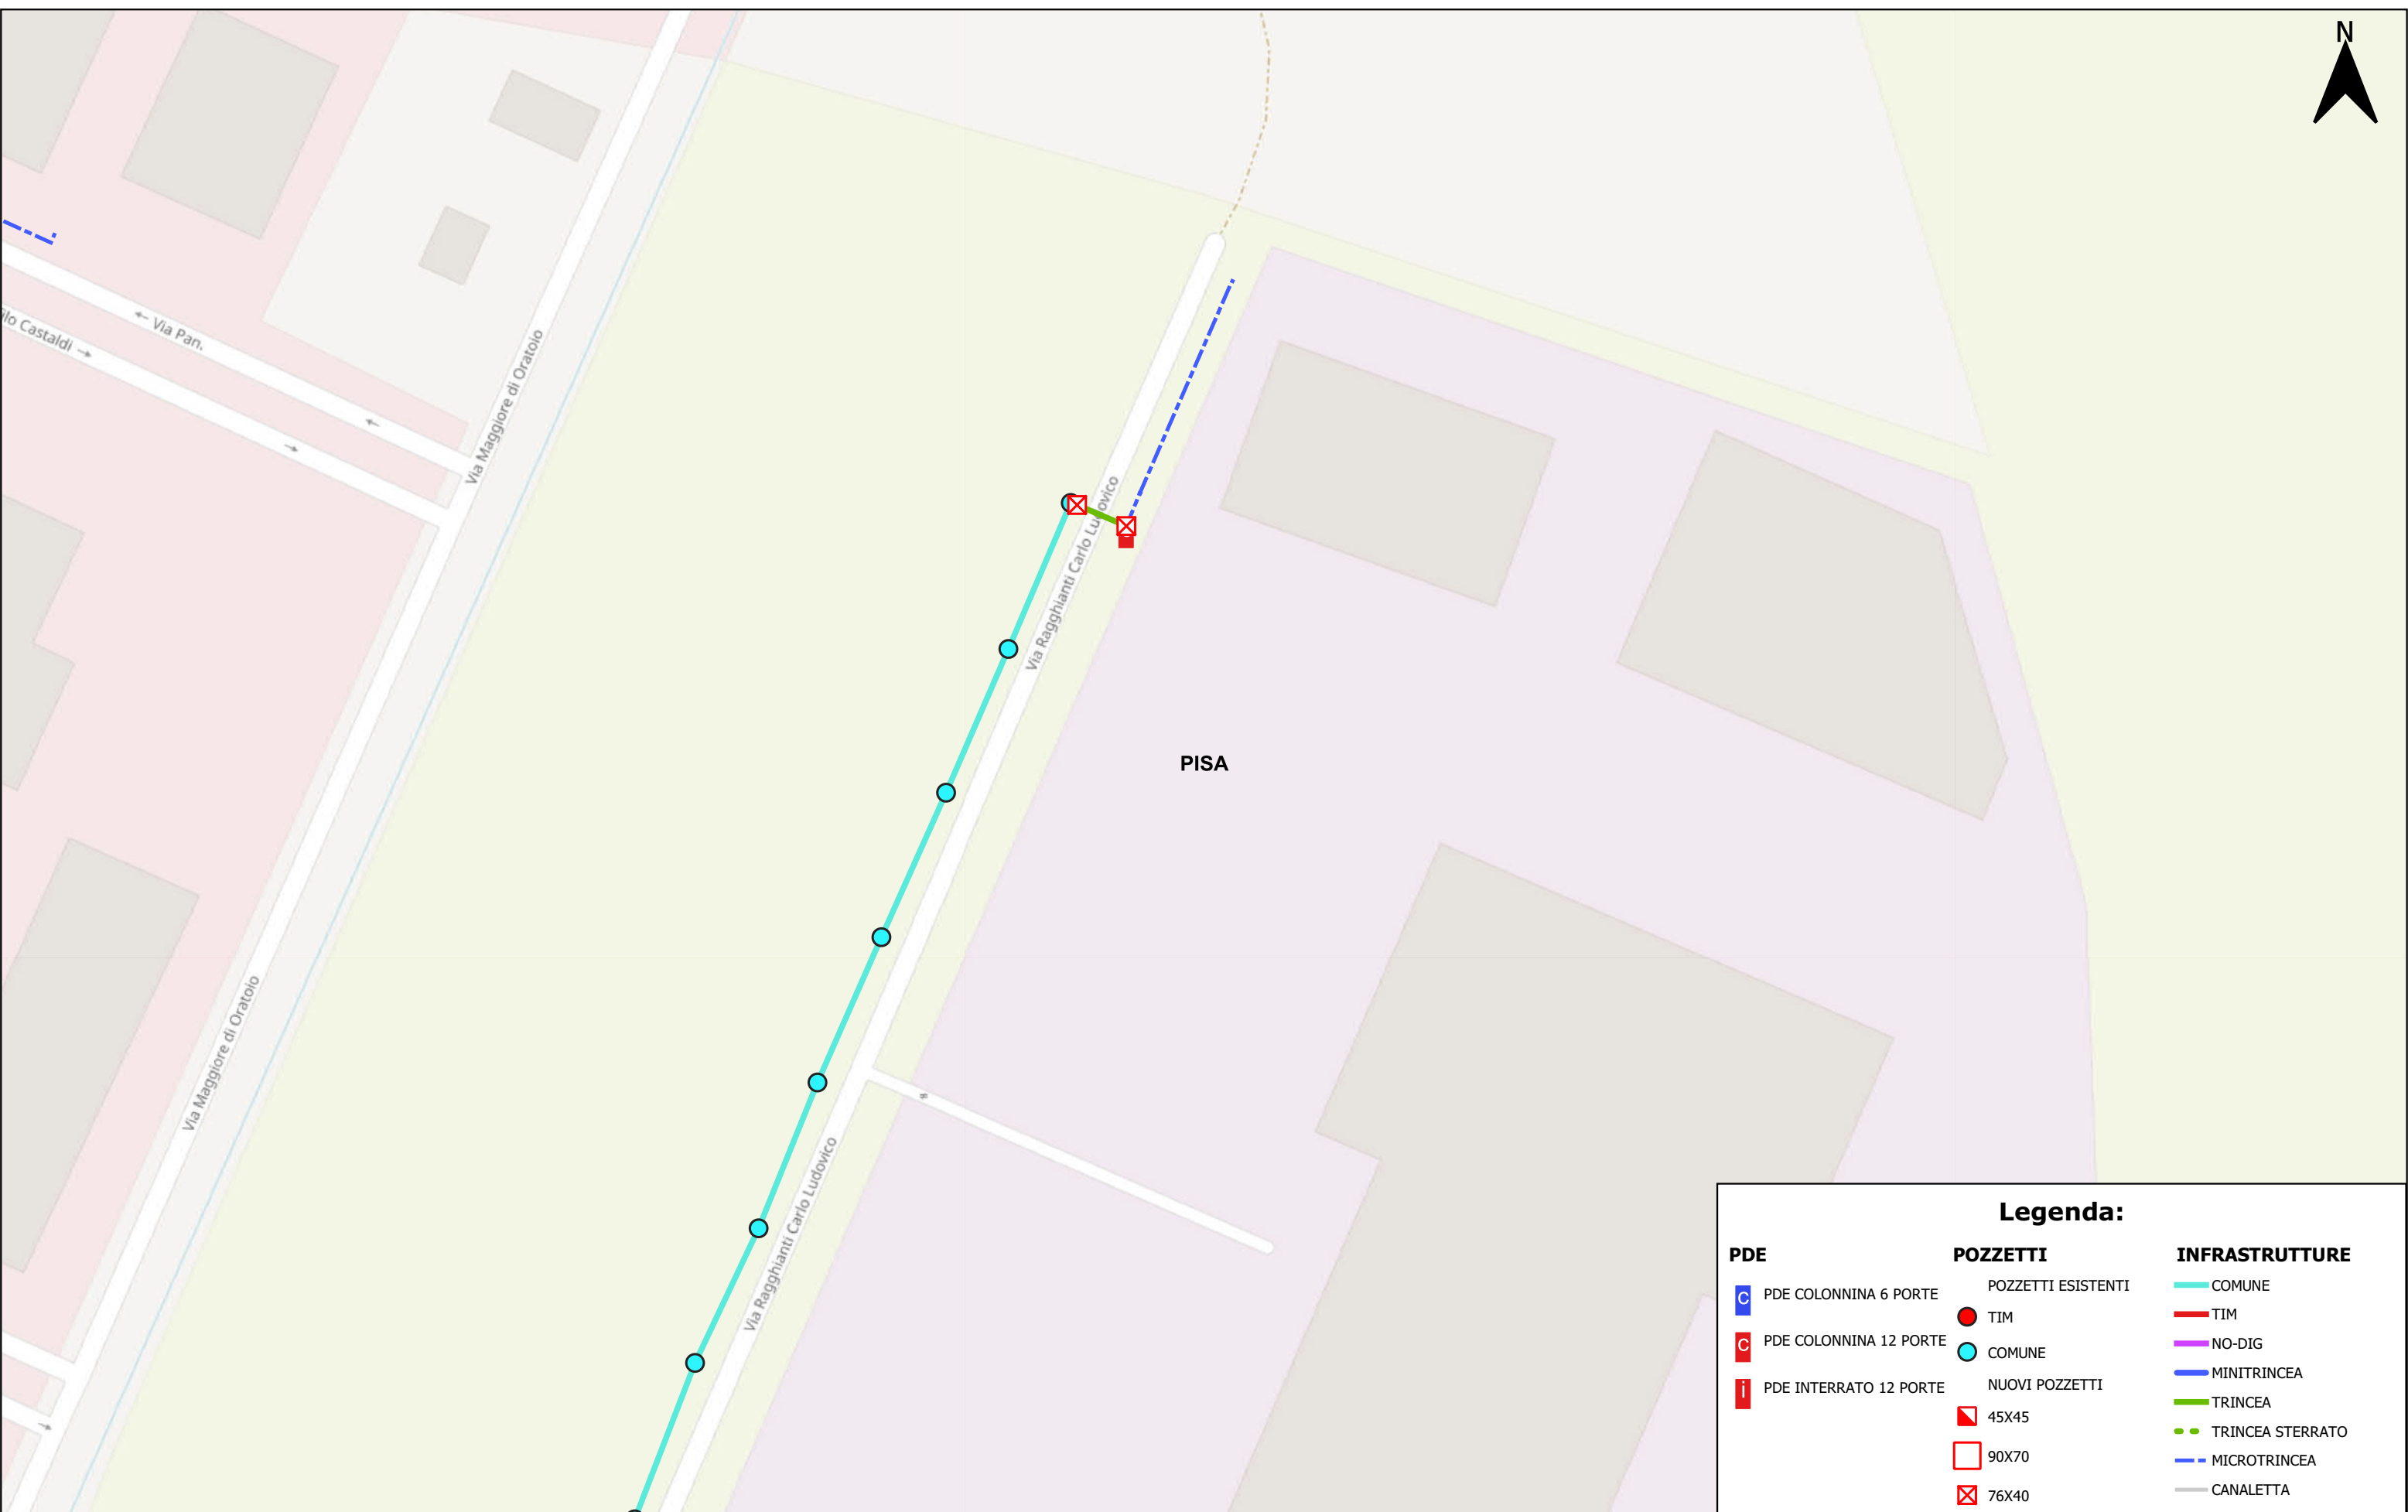 N
ilo Castaldi →
← Via Pan.
Via Maggiore di Oratoio
Via Ragghianti Carlo Ludovico
PISA
Via Maggiore di Oratoio
Via Ragghianti Carlo Ludovico
Legenda:
PDE
C PDE COLONNINA 6 PORTE
C PDE COLONNINA 12 PORTE
i PDE INTERRATO 12 PORTE
POZZETTI
POZZETTI ESISTENTI
TIM
COMUNE
NUOVI POZZETTI
45X45
90X70
76X40
INFRASTRUTTURE
COMUNE
TIM
NO-DIG
MINITRINCEA
TRINCEA
TRINCEA STERRATO
MICROTRINCEA
CANALETTA